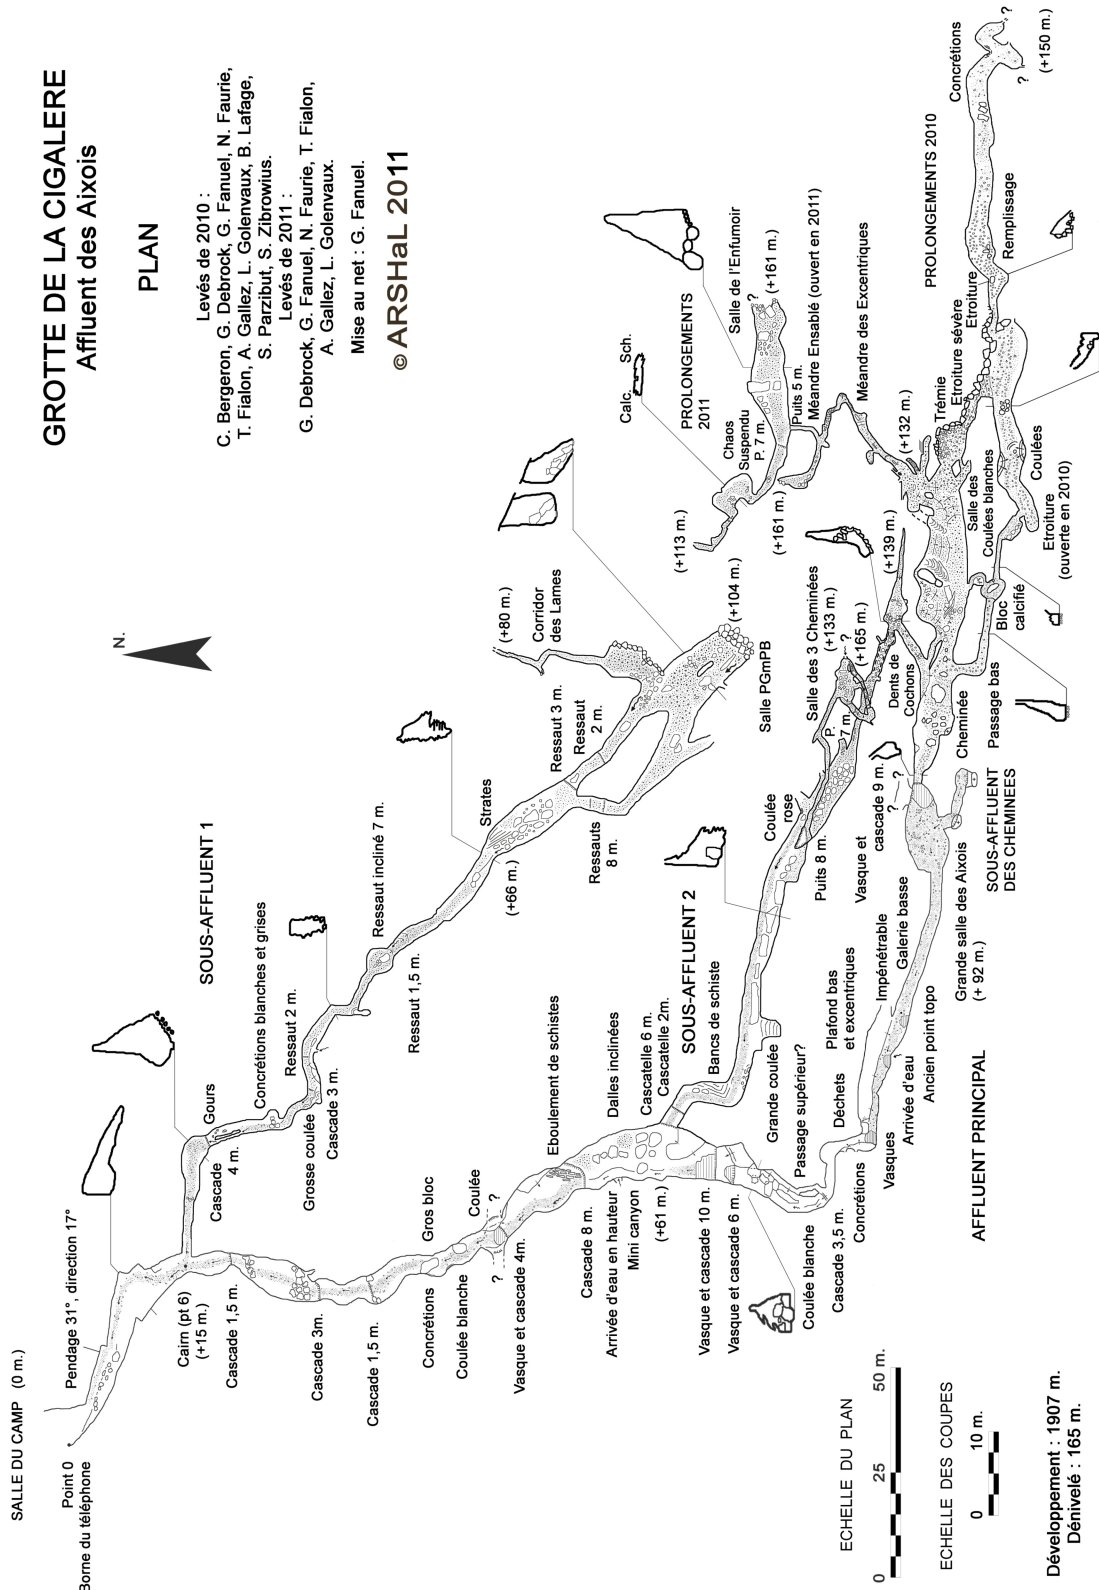 GROTTE DE LA CIGALERE
Affluent des Aixois
PLAN
Levés de 2010 :
C. Bergeron, G. Debrock, G. Fanuel, N. Faurie,
T. Fialon, A. Gallez, L. Golenvaux, B. Lafage,
S. Parzibut, S. Zibrowius.
Levés de 2011 :
G. Debrock, G. Fanuel, N. Faurie, T. Fialon,
A. Gallez, L. Golenvaux.
Mise au net : G. Fanuel.
© ARSHaL 2011
N.
SALLE DU CAMP (0 m.)
Point 0
Borne du téléphone
Pendage 31°, direction 17°
Cairn (pt 6)
(+15 m.)
Cascade 1,5 m.
Cascade 3m.
Cascade 1,5 m.
Concrétions
Gros bloc
Coulée blanche
Coulée
?
?
Vasque et cascade 4m.
Eboulement de schistes
Cascade 8 m.
Arrivée d'eau en hauteur
Mini canyon
(+61 m.)
Dalles inclinées
Cascatelle 6 m.
Cascatelle 2m.
Vasque et cascade 10 m.
Vasque et cascade 6 m.
Coulée blanche
Cascade 3,5 m.
Concrétions
Vasques
Passage supérieur?
Déchets
Plafond bas
et excentriques
Impénétrable
Galerie basse
Arrivée d'eau
Ancien point topo
AFFLUENT PRINCIPAL
Grande salle des Aixois
(+ 92 m.)
SOUS-AFFLUENT
DES CHEMINEES
Vasque et
cascade 9 m.
?
?
SOUS-AFFLUENT 1
Gours
Cascade
4 m.
Concrétions blanches et grises
Ressaut 2 m.
Grosse coulée
Cascade 3 m.
Ressaut incliné 7 m.
Ressaut 1,5 m.
Strates
(+66 m.)
Ressaut 3 m.
Ressaut
2 m.
Ressauts
8 m.
Corridor
des Lames
(+80 m.)
Salle PGmPB
(+104 m.)
SOUS-AFFLUENT 2
Bancs de schiste
Grande coulée
Coulée
rose
Puits 8 m.
P.
7 m.
Salle des 3 Cheminées
(+133 m.)
?
(+165 m.)
(+139 m.)
Dents de
Cochons
Cheminée
Passage bas
Bloc
calcifié
Etroiture
(ouverte en 2010)
Coulées
Salle des
Coulées blanches
(+132 m.)
Trémie
Etroiture sévère
Etroiture
Remplissage
PROLONGEMENTS 2010
Concrétions
?
?
(+150 m.)
Méandre des Excentriques
Méandre Ensablé (ouvert en 2011)
Puits 5 m.
PROLONGEMENTS
2011
Salle de l'Enfumoir
?
(+161 m.)
Chaos
Suspendu
P. 7 m.
(+161 m.)
(+113 m.)
Calc.
Sch.
ECHELLE DU PLAN
0
25
50 m.
ECHELLE DES COUPES
0
10 m.
Développement : 1907 m.
Dénivelé : 165 m.